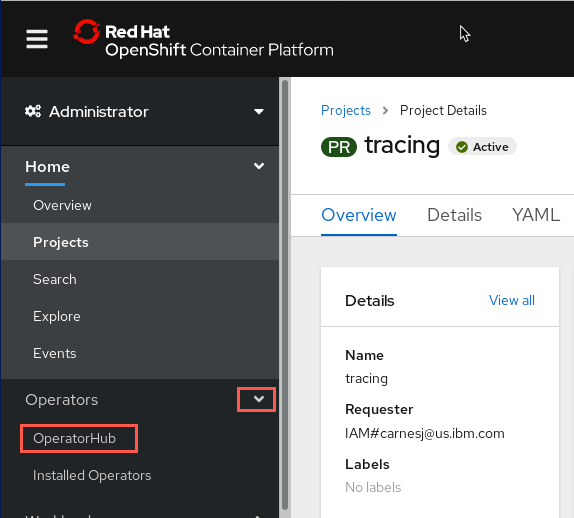 Red Hat
OpenShift Container Platform
Administrator
Home
Overview
Projects
Search
Explore
Events
Operators
OperatorHub
Installed Operators
Projects > Project Details
PR tracing Active
Overview Details YAML
Details View all
Name
tracing
Requester
IAM#carnesj@us.ibm.com
Labels
No labels